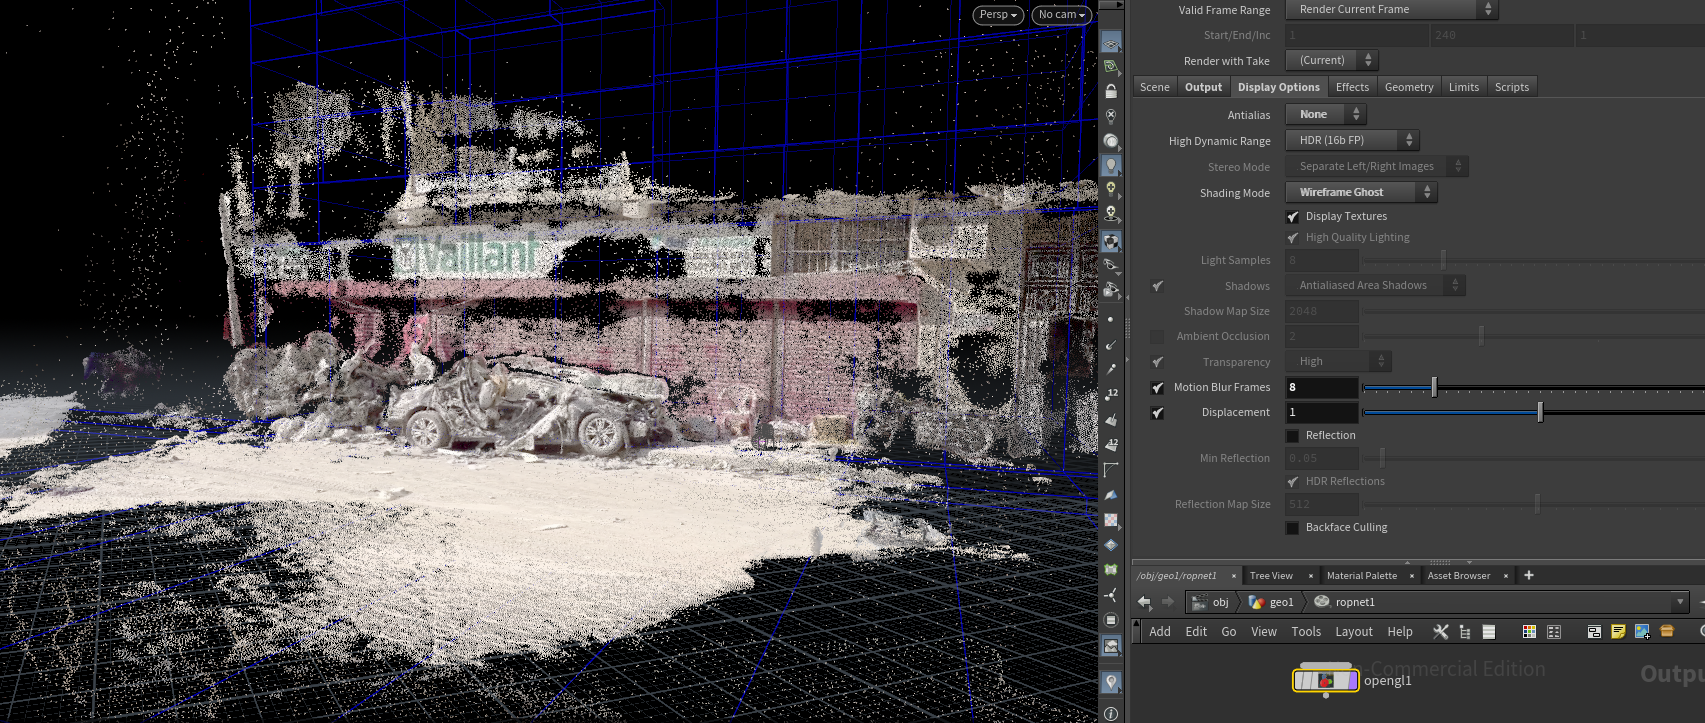 Persp
No cam
Vaillant
Valid Frame Range
Render Current Frame
Start/End/Inc
1
240
1
Render with Take
(Current)
Scene
Output
Display Options
Effects
Geometry
Limits
Scripts
Antialias
None
High Dynamic Range
HDR (16b FP)
Stereo Mode
Separate Left/Right Images
Shading Mode
Wireframe Ghost
Display Textures
High Quality Lighting
Light Samples
8
Shadows
Antialiased Area Shadows
Shadow Map Size
2048
Ambient Occlusion
2
Transparency
High
Motion Blur Frames
8
Displacement
1
Reflection
Min Reflection
0.05
HDR Reflections
Reflection Map Size
512
Backface Culling
12
12
/obj/geo1/ropnet1
Tree View
Material Palette
Asset Browser
obj
geo1
ropnet1
Add
Edit
Go
View
Tools
Layout
Help
-Commercial Edition
Outpu
opengl1